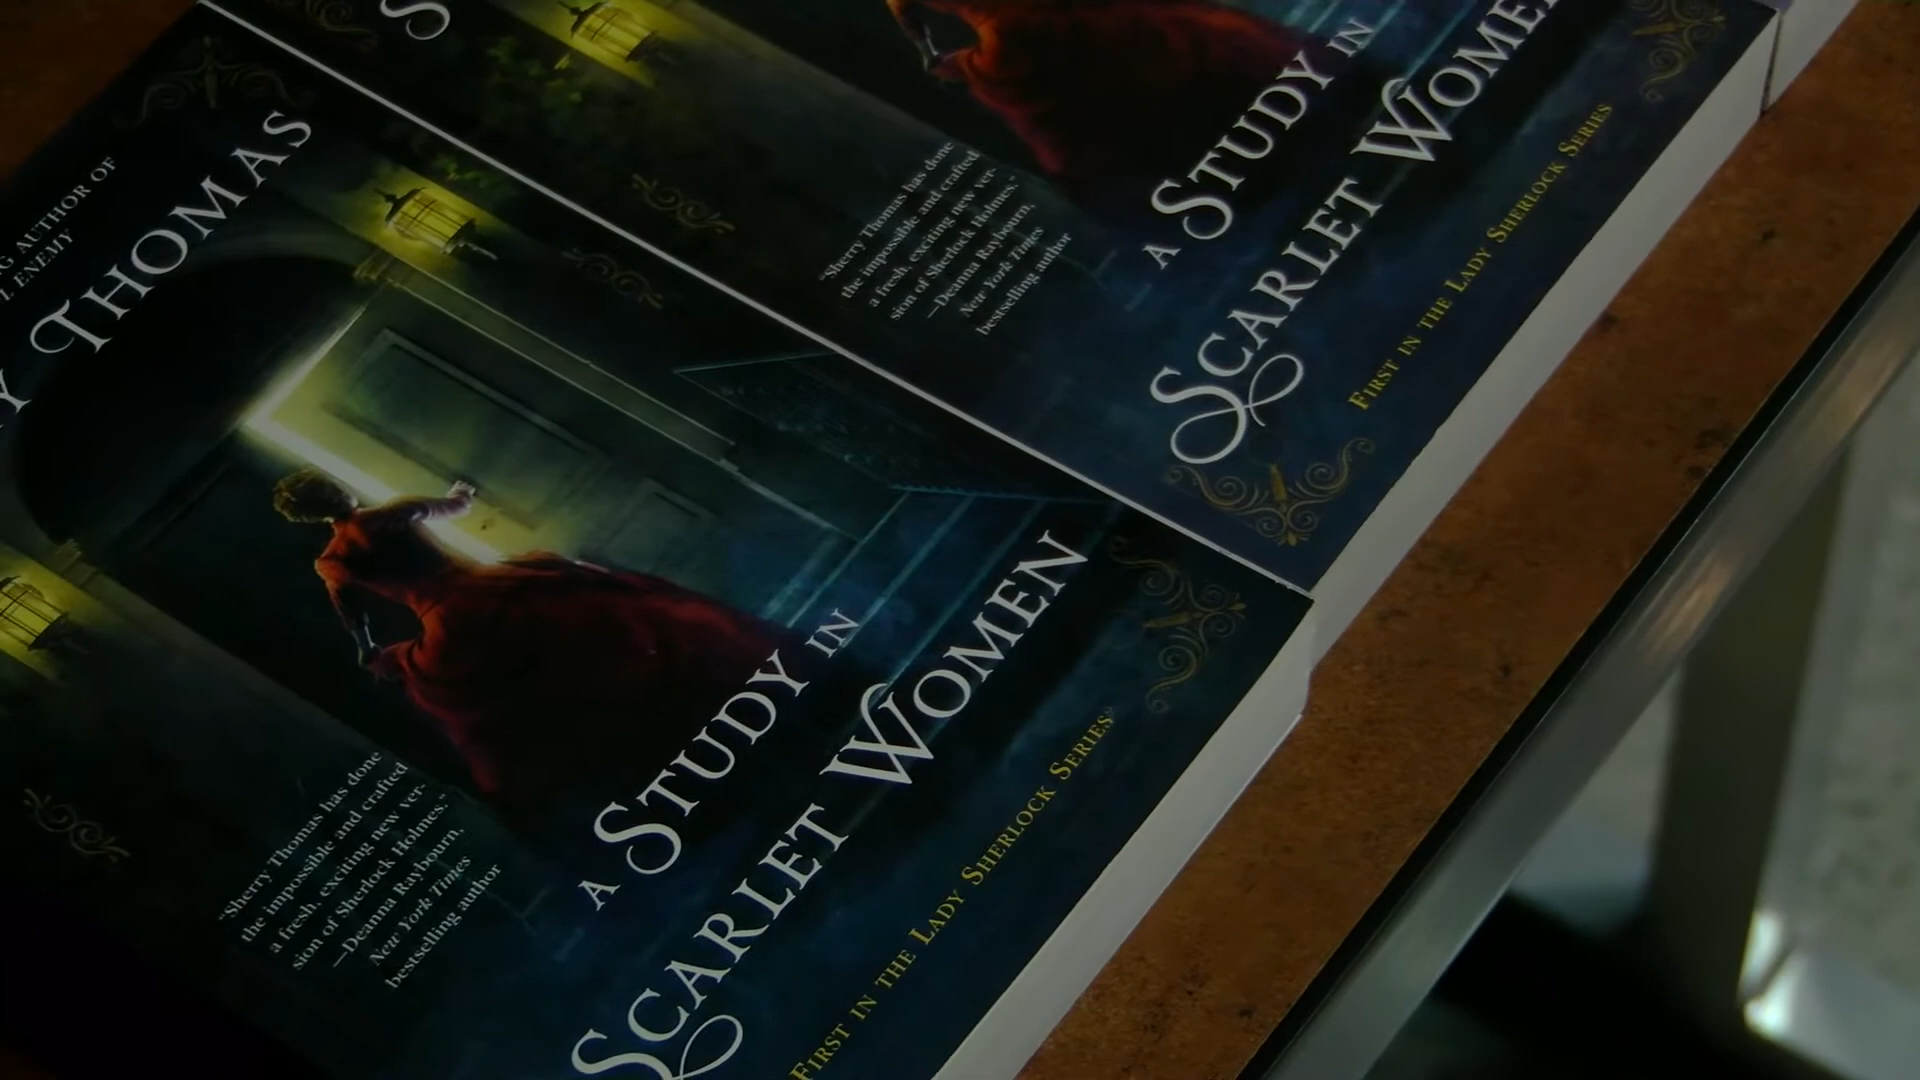 G AUTHOR OF
ENEMY
Y THOMAS
"Sherry Thomas has done
the impossible and crafted
a fresh, exciting new ver-
sion of Sherlock Holmes."
—Deanna Raybourn,
New York Times
bestselling author
A STUDY IN
SCARLET WOMEN
FIRST IN THE LADY SHERLOCK SERIES
S
"Sherry Thomas has done
the impossible and crafted
a fresh, exciting new ver-
sion of Sherlock Holmes."
—Deanna Raybourn,
New York Times
bestselling author
A STUDY IN
SCARLET WOMEN
FIRST IN THE LADY SHERLOCK SERIES